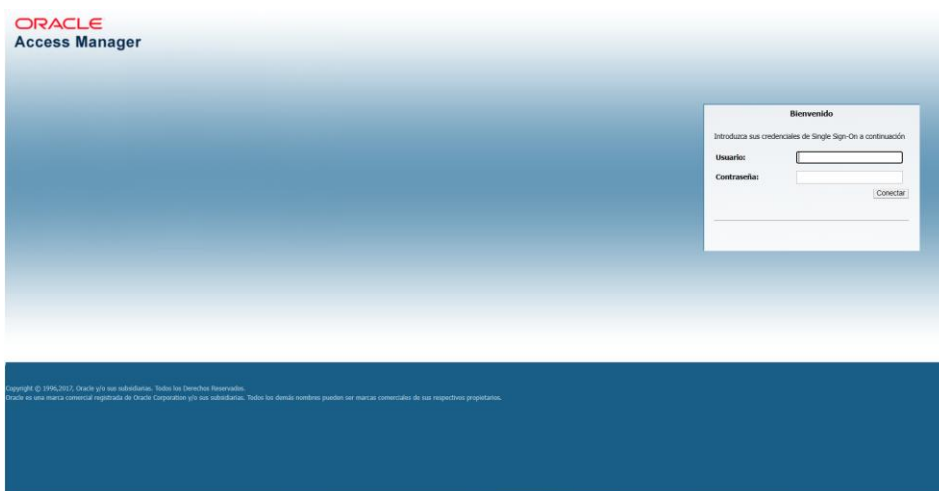 ORACLE
Access Manager
Bienvenido
Introduzca sus credenciales de Single Sign-On a continuación
Usuario:
Contraseña:
Conectar
Copyright © 1996,2017, Oracle y/o sus subsidiarias. Todos los Derechos Reservados.
Oracle es una marca comercial registrada de Oracle Corporation y/o sus subsidiarias. Todos los demás nombres pueden ser marcas comerciales de sus respectivos propietarios.